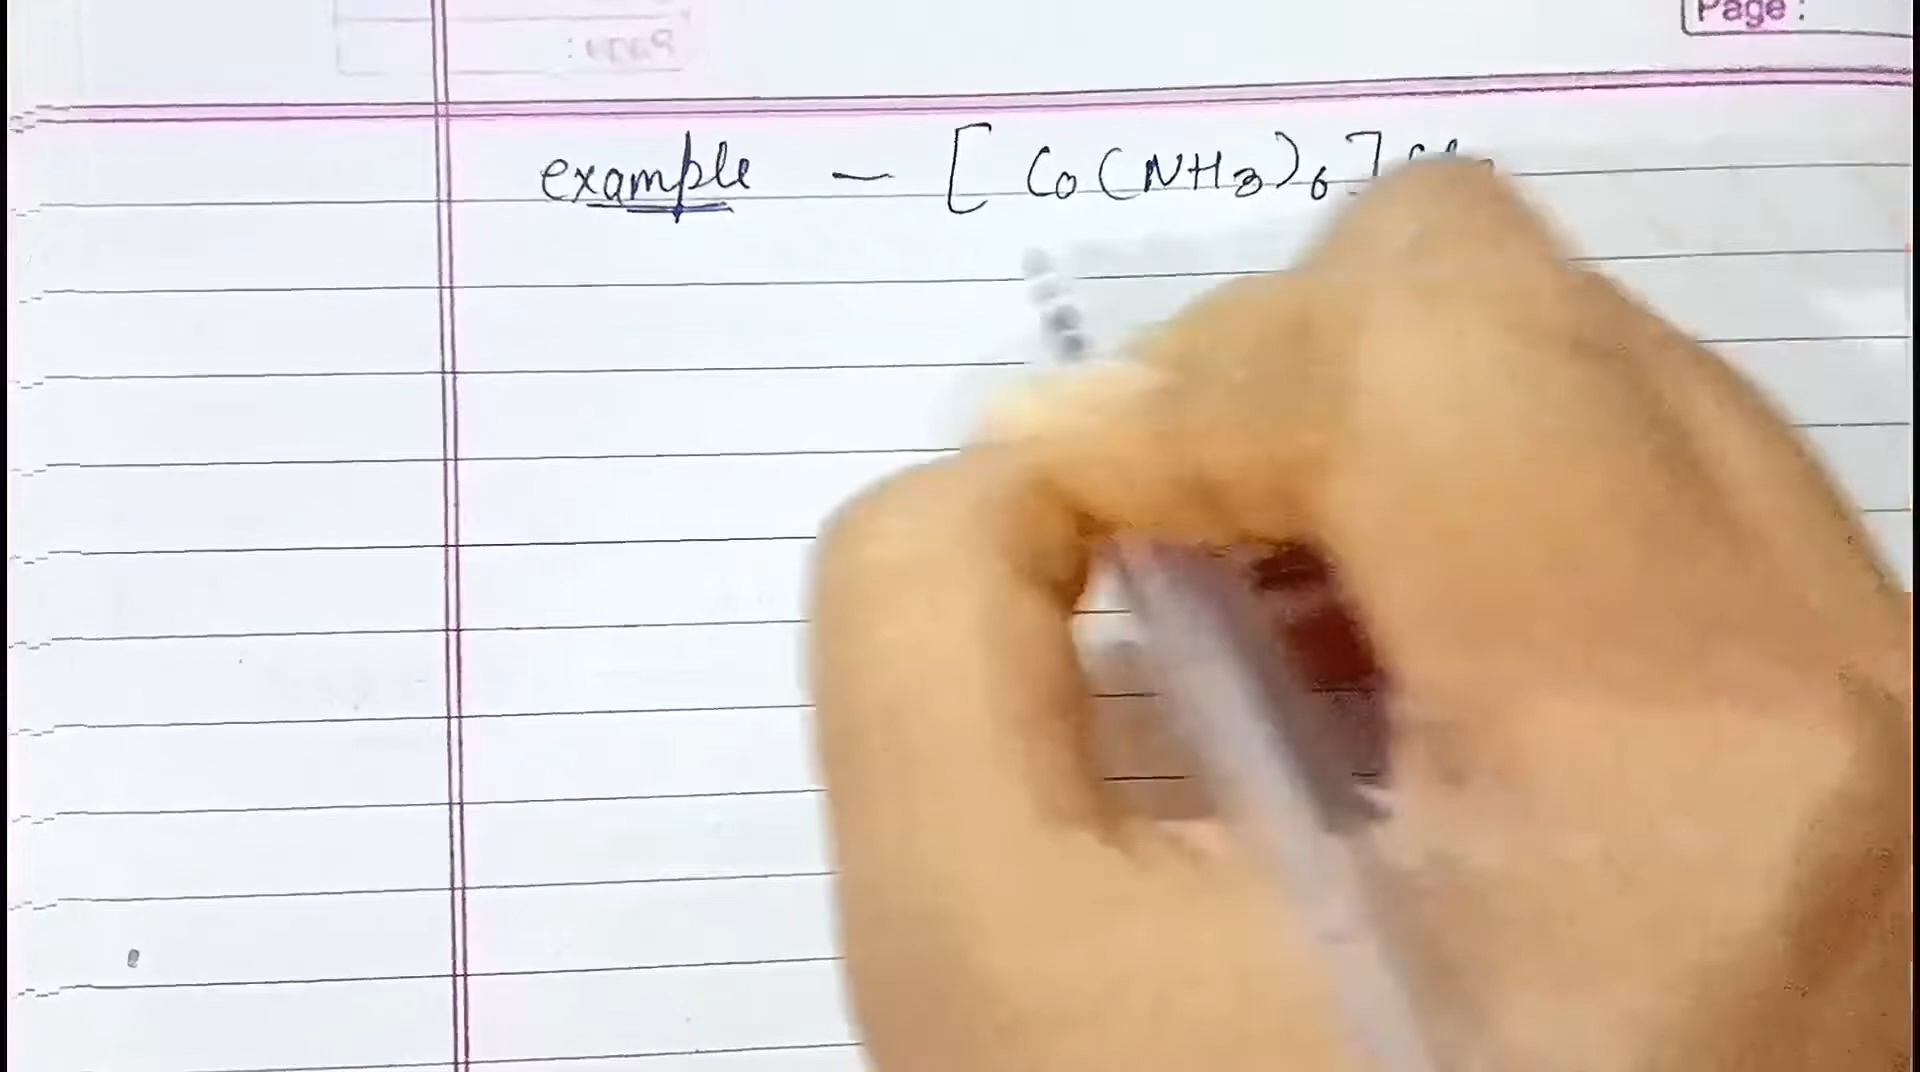 Page :
example – [Co(NH3)6]